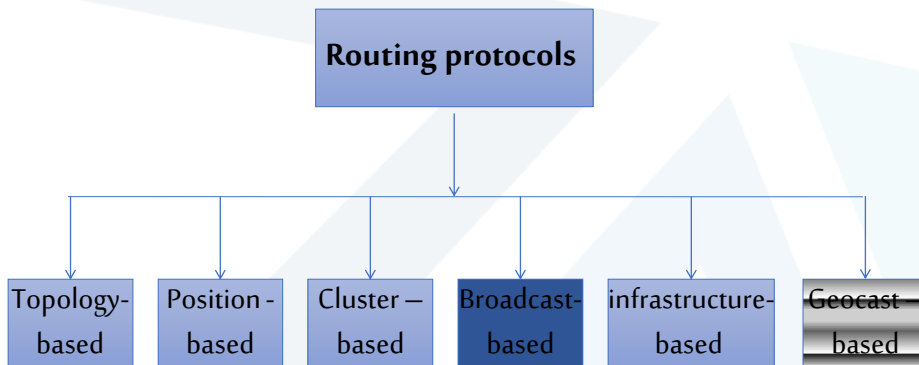 Routing protocols
Topology-
based
Position -
based
Cluster –
based
Broadcast-
based
infrastructure-
based
Geocast –
based